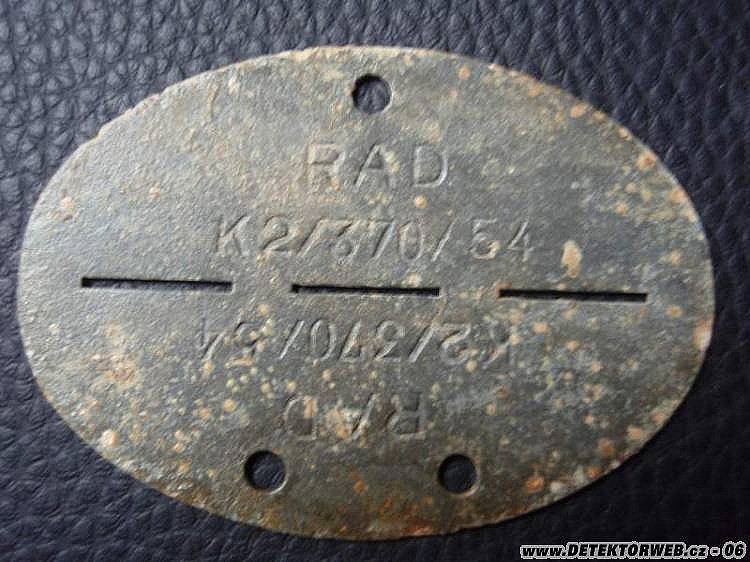 RAD
K2/370/54
K2/370/54
RAD
www.DETEKTORWEB.cz - 06